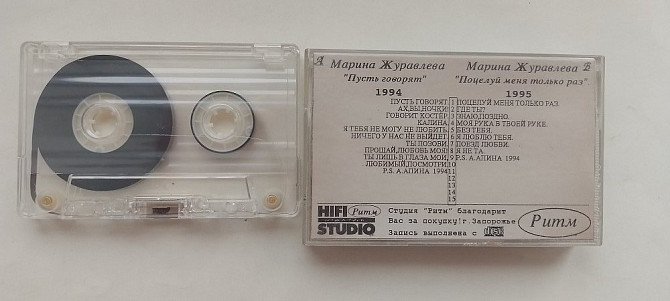 A Марина Журавлева Марина Журавлева B
"Пусть говорят" "Поцелуй меня только раз"
1994 1995
ПУСТЬ ГОВОРЯТ. 1 ПОЦЕЛУЙ МЕНЯ ТОЛЬКО РАЗ.
АХ,ВЫ,НОЧКИ! 2 ГДЕ ТЫ?
ГОВОРИТ КОСТЁР. 3 ЗНАЮ,ПОЗДНО.
КАЛИНА. 4 МОЯ РУКА В ТВОЕЙ РУКЕ.
Я ТЕБЯ НЕ МОГУ НЕ ЛЮБИТЬ. 5 БЕЗ ТЕБЯ.
НИЧЕГО У НАС НЕ ВЫЙДЕТ. 6 Я ЛЮБЛЮ ТЕБЯ.
ТЫ ПОЗОВИ. 7 ПОЕЗД ЛЮБВИ.
ПРОЩАЙ,ЛЮБОВЬ МОЯ! 8 Я НЕ ТА.
ТЫ ЛИШЬ В ГЛАЗА МОИ, 9 P.S. А.АПИНА 1994
ЛЮБИМЫЙ,ПОСМОТРИ. 10
P.S. А.АПИНА 1994 11
12
13
14
15
HIFI Ритм STUDIO
Студия "Ритм" благодарит
Вас за покупку!г.Запорожье
Запись выполнена с
Ритм